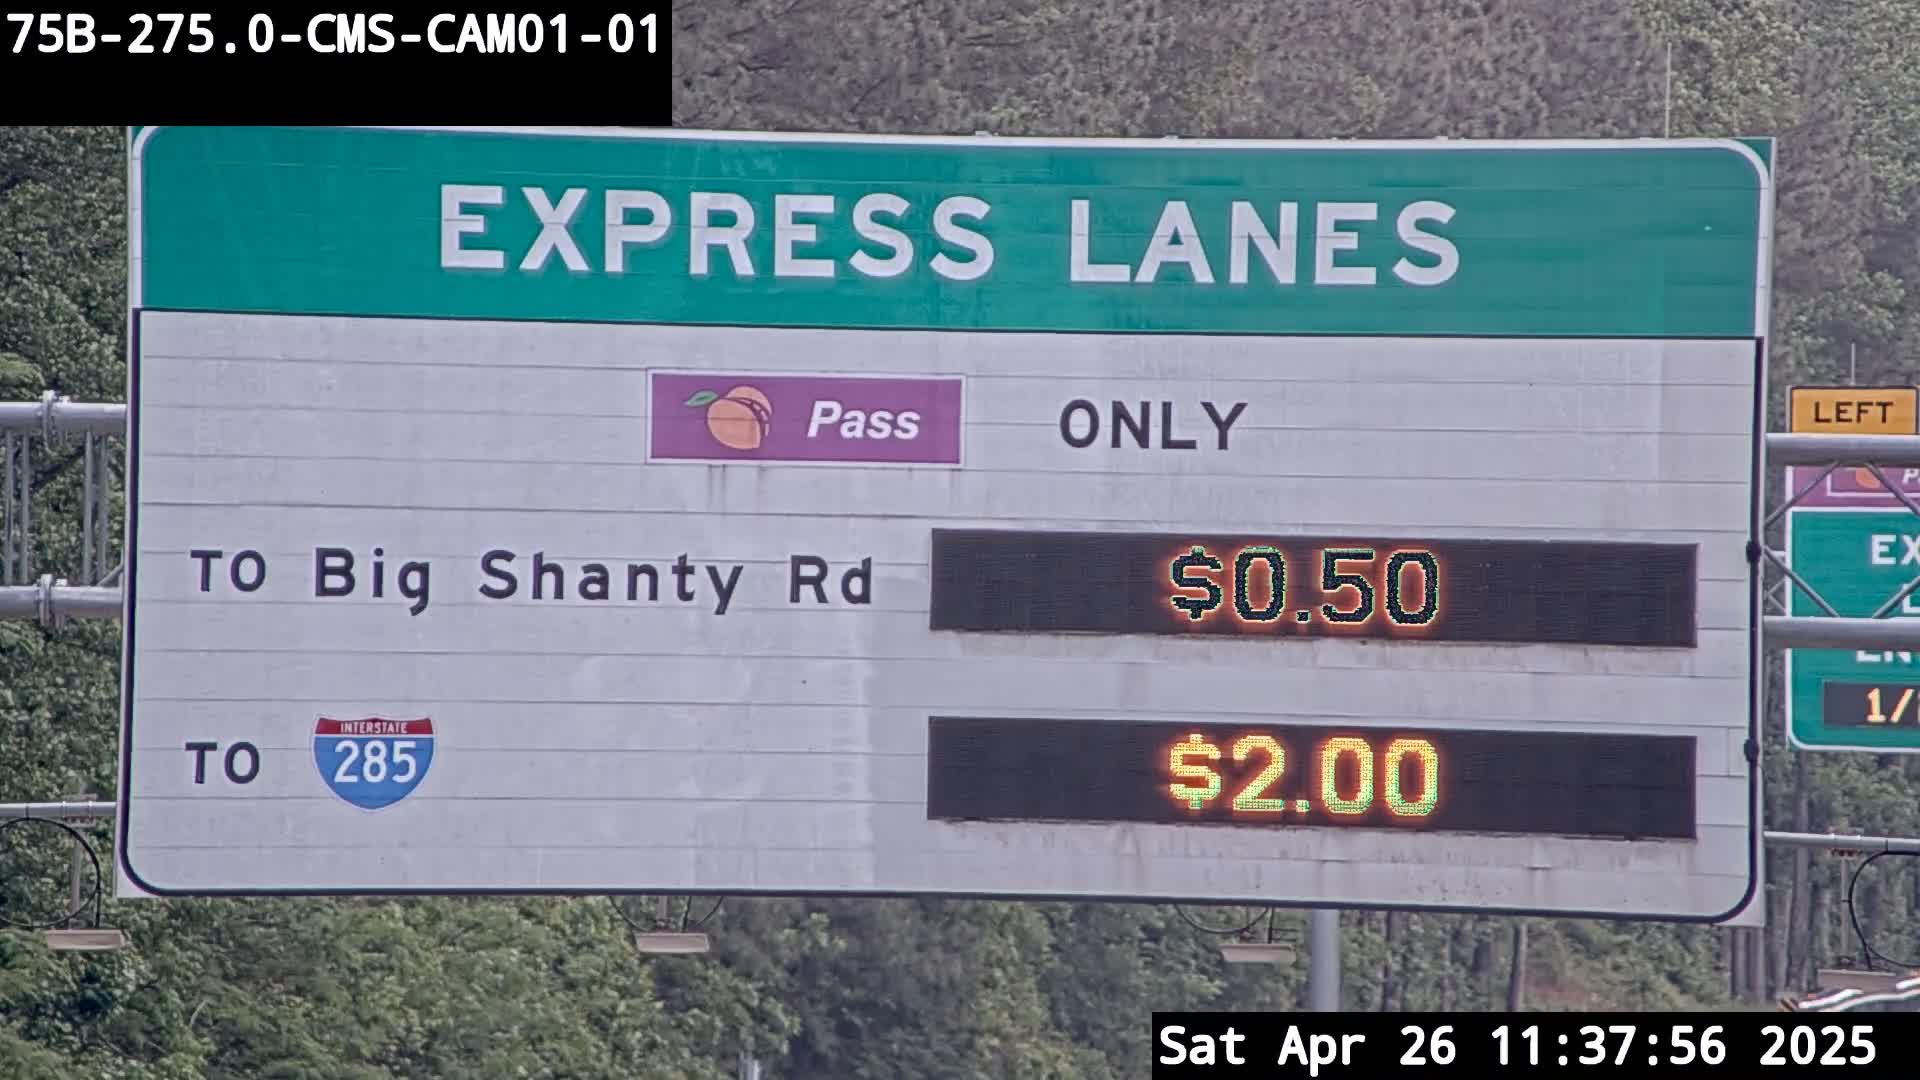 75B-275.0-CMS-CAM01-01
EXPRESS LANES
Pass ONLY
TO Big Shanty Rd $0.50
TO INTERSTATE 285 $2.00
LEFT
Sat Apr 26 11:37:56 2025